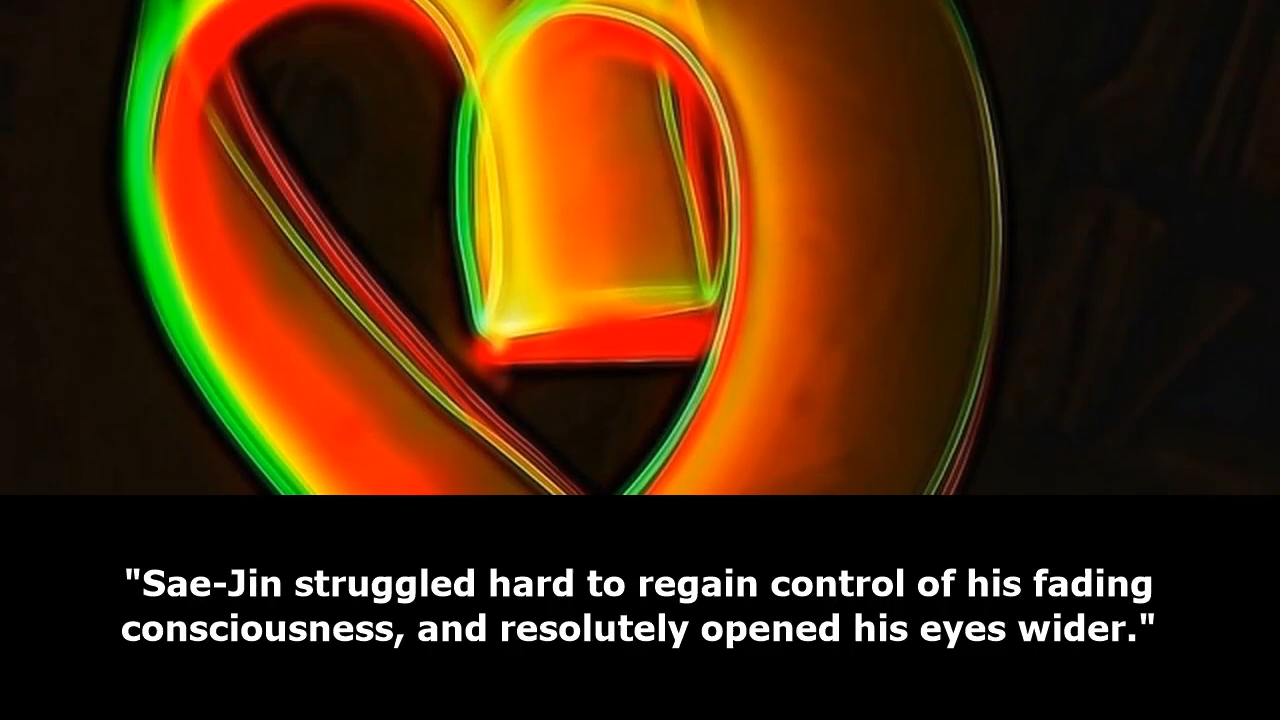 "Sae-Jin struggled hard to regain control of his fading
consciousness, and resolutely opened his eyes wider."